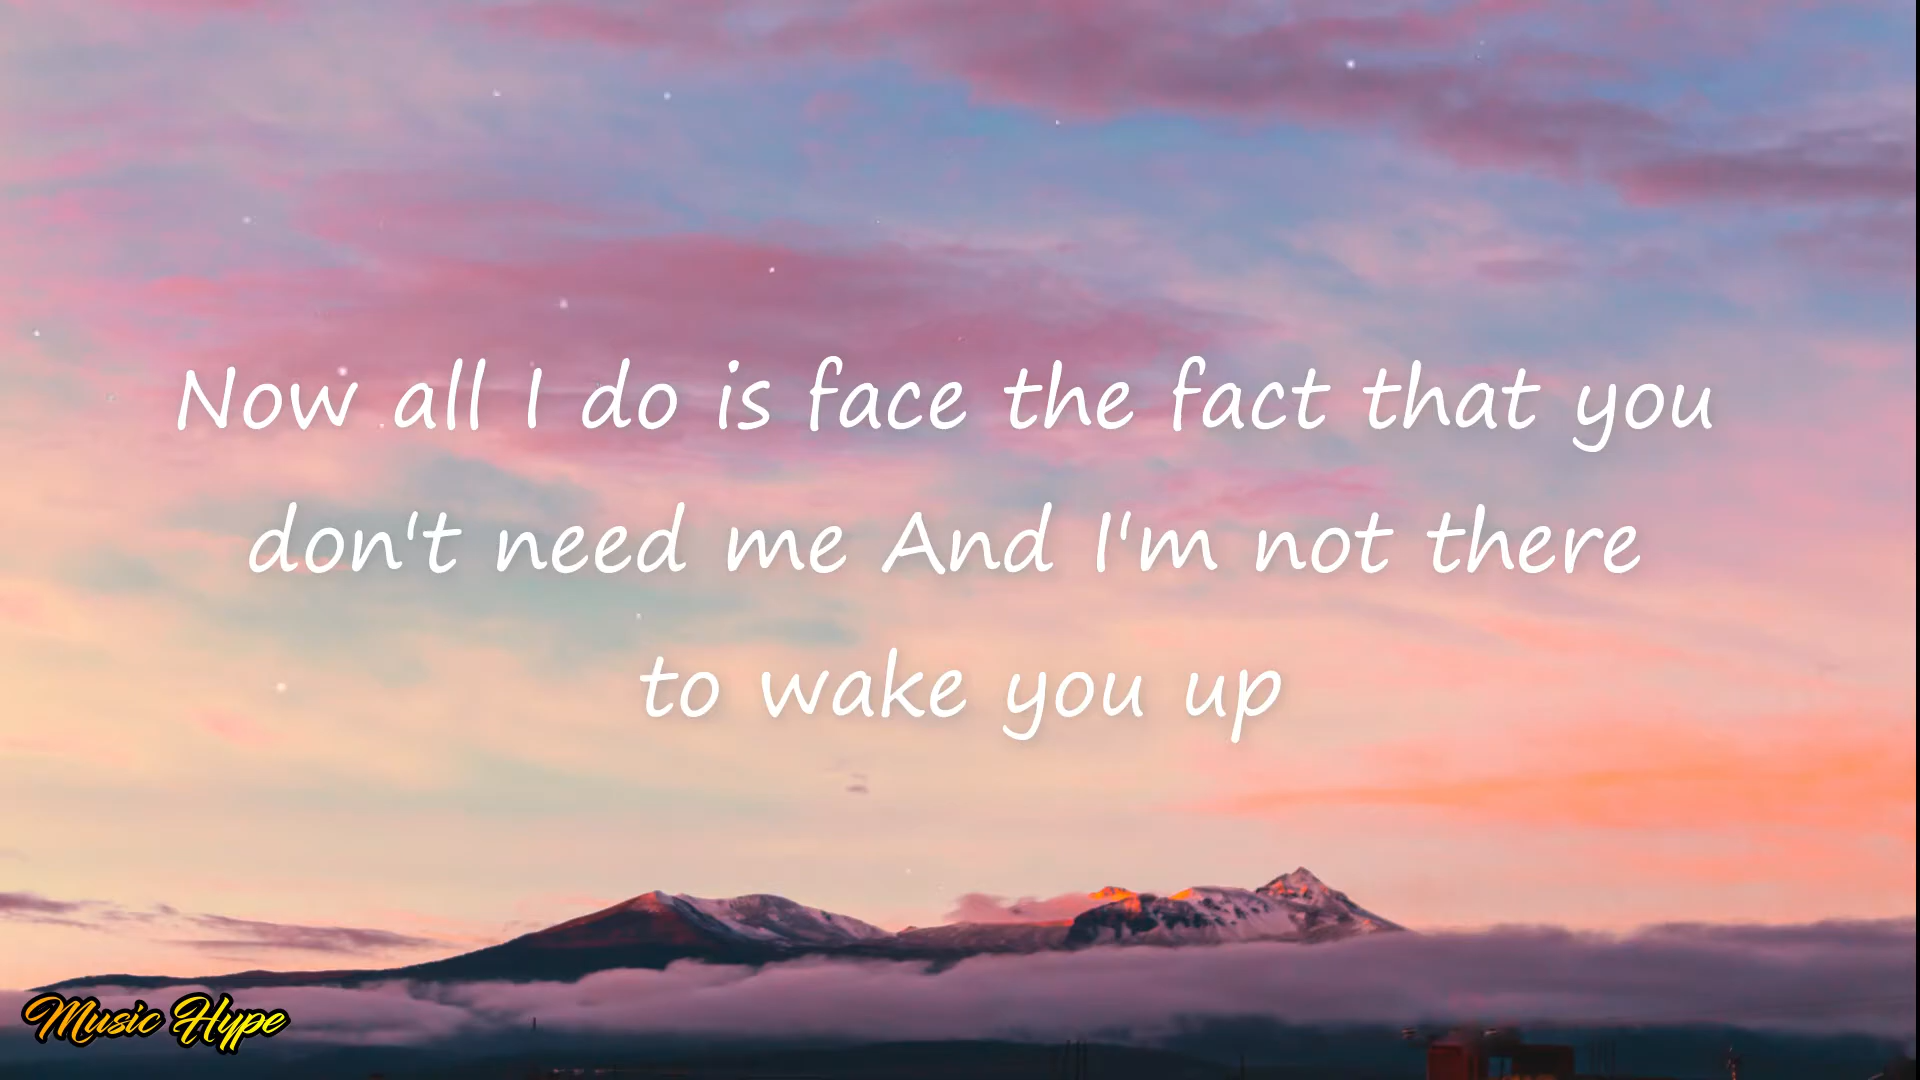 Now all I do is face the fact that you
don't need me And I'm not there
to wake you up
Music Hype